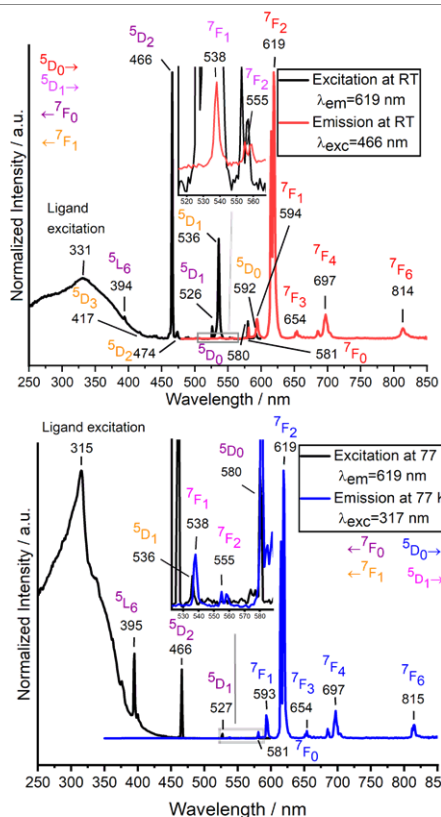 ⁵D₂
466
⁷F₁
538
⁷F₂
555
⁷F₂
619
Excitation at RT
λem=619 nm
Emission at RT
λexc=466 nm
⁵D₀→
⁵D₁→
←⁷F₀
←⁷F₁
520 530 540 550 560
Ligand
excitation
331
⁵L₆
394
⁵D₃
417
⁵D₂
474
⁵D₁
536
⁵D₁
526
⁵D₀
592
⁵D₀
580
⁷F₁
594
581
⁷F₀
⁷F₃
654
⁷F₄
697
⁷F₆
814
Normalized Intensity / a.u.
250 300 350 400 450 500 550 600 650 700 750 800 850
Wavelength / nm
Ligand excitation
315
⁵D₀
580
⁷F₂
619
Excitation at 77
λem=619 nm
Emission at 77 K
λexc=317 nm
←⁷F₀
⁵D₀→
←⁷F₁
⁵D₁→
⁷F₁
538
⁵D₁
536
⁷F₂
555
530 540 550 560 570 580
⁵L₆
395
⁵D₂
466
⁵D₁
527
⁷F₁
593
581
⁷F₀
⁷F₃
654
⁷F₄
697
⁷F₆
815
Normalized Intensity / a.u.
250 300 350 400 450 500 550 600 650 700 750 800 850
Wavelength / nm